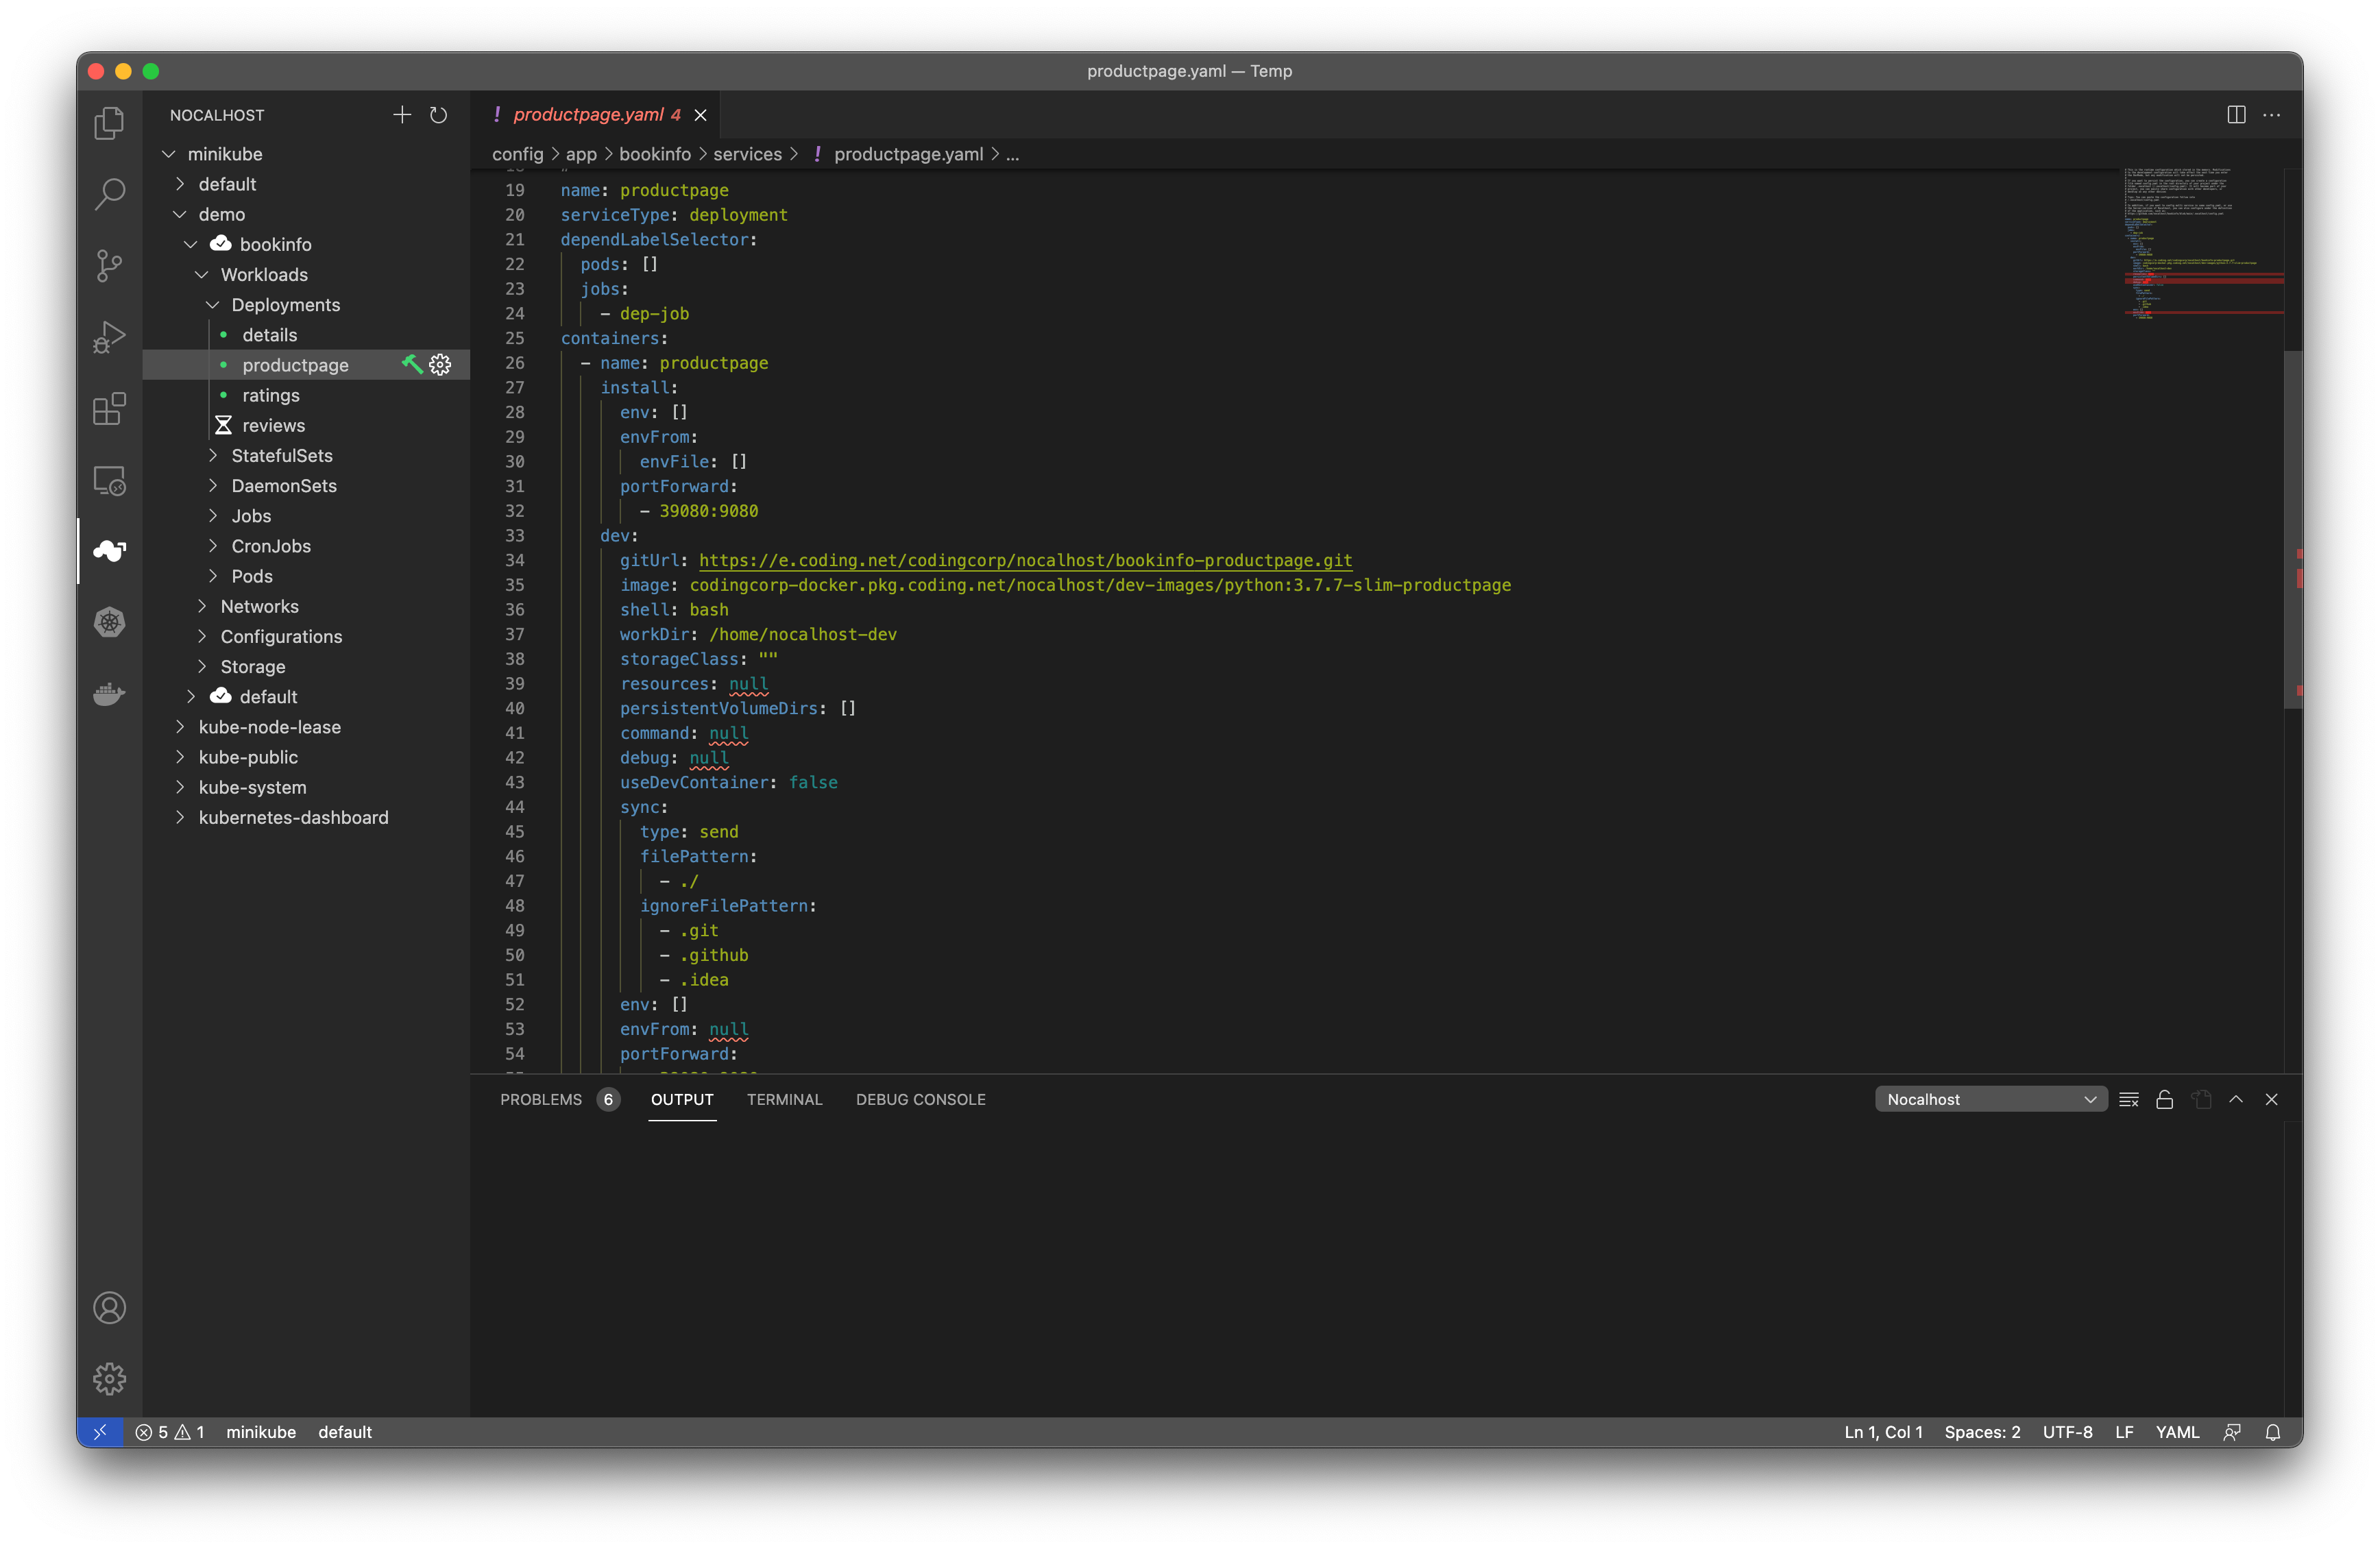 productpage.yaml — Temp
NOCALHOST
minikube
default
demo
bookinfo
Workloads
Deployments
details
productpage
ratings
reviews
StatefulSets
DaemonSets
Jobs
CronJobs
Pods
Networks
Configurations
Storage
default
kube-node-lease
kube-public
kube-system
kubernetes-dashboard
! productpage.yaml 4
config > app > bookinfo > services > ! productpage.yaml > ...
19 name: productpage
20 serviceType: deployment
21 dependLabelSelector:
22 pods: []
23 jobs:
24 - dep-job
25 containers:
26 - name: productpage
27 install:
28 env: []
29 envFrom:
30 envFile: []
31 portForward:
32 - 39080:9080
33 dev:
34 gitUrl: https://e.coding.net/codingcorp/nocalhost/bookinfo-productpage.git
35 image: codingcorp-docker.pkg.coding.net/nocalhost/dev-images/python:3.7.7-slim-productpage
36 shell: bash
37 workDir: /home/nocalhost-dev
38 storageClass: ""
39 resources: null
40 persistentVolumeDirs: []
41 command: null
42 debug: null
43 useDevContainer: false
44 sync:
45 type: send
46 filePattern:
47 - ./
48 ignoreFilePattern:
49 - .git
50 - .github
51 - .idea
52 env: []
53 envFrom: null
54 portForward:
PROBLEMS 6 OUTPUT TERMINAL DEBUG CONSOLE Nocalhost
5 1 minikube default Ln 1, Col 1 Spaces: 2 UTF-8 LF YAML